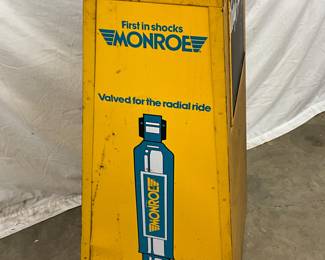 First in shocks
MONROE
Valved for the radial ride
MONROE